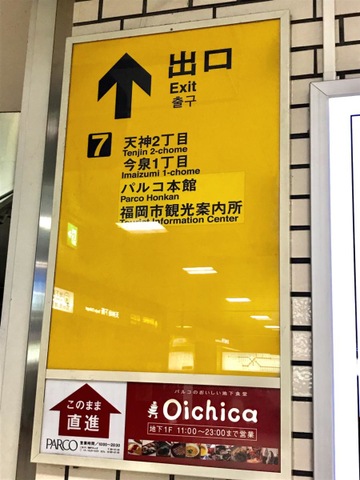 出口
Exit
출구
7
天神2丁目
Tenjin 2-chome
今泉1丁目
Imaizumi 1-chome
パルコ本館
Parco Honkan
福岡市観光案内所
Tourist Information Center
このまま
直進
PARCO
パルコのおいしい地下食堂
Oichica
地下1F 11:00〜23:00まで営業